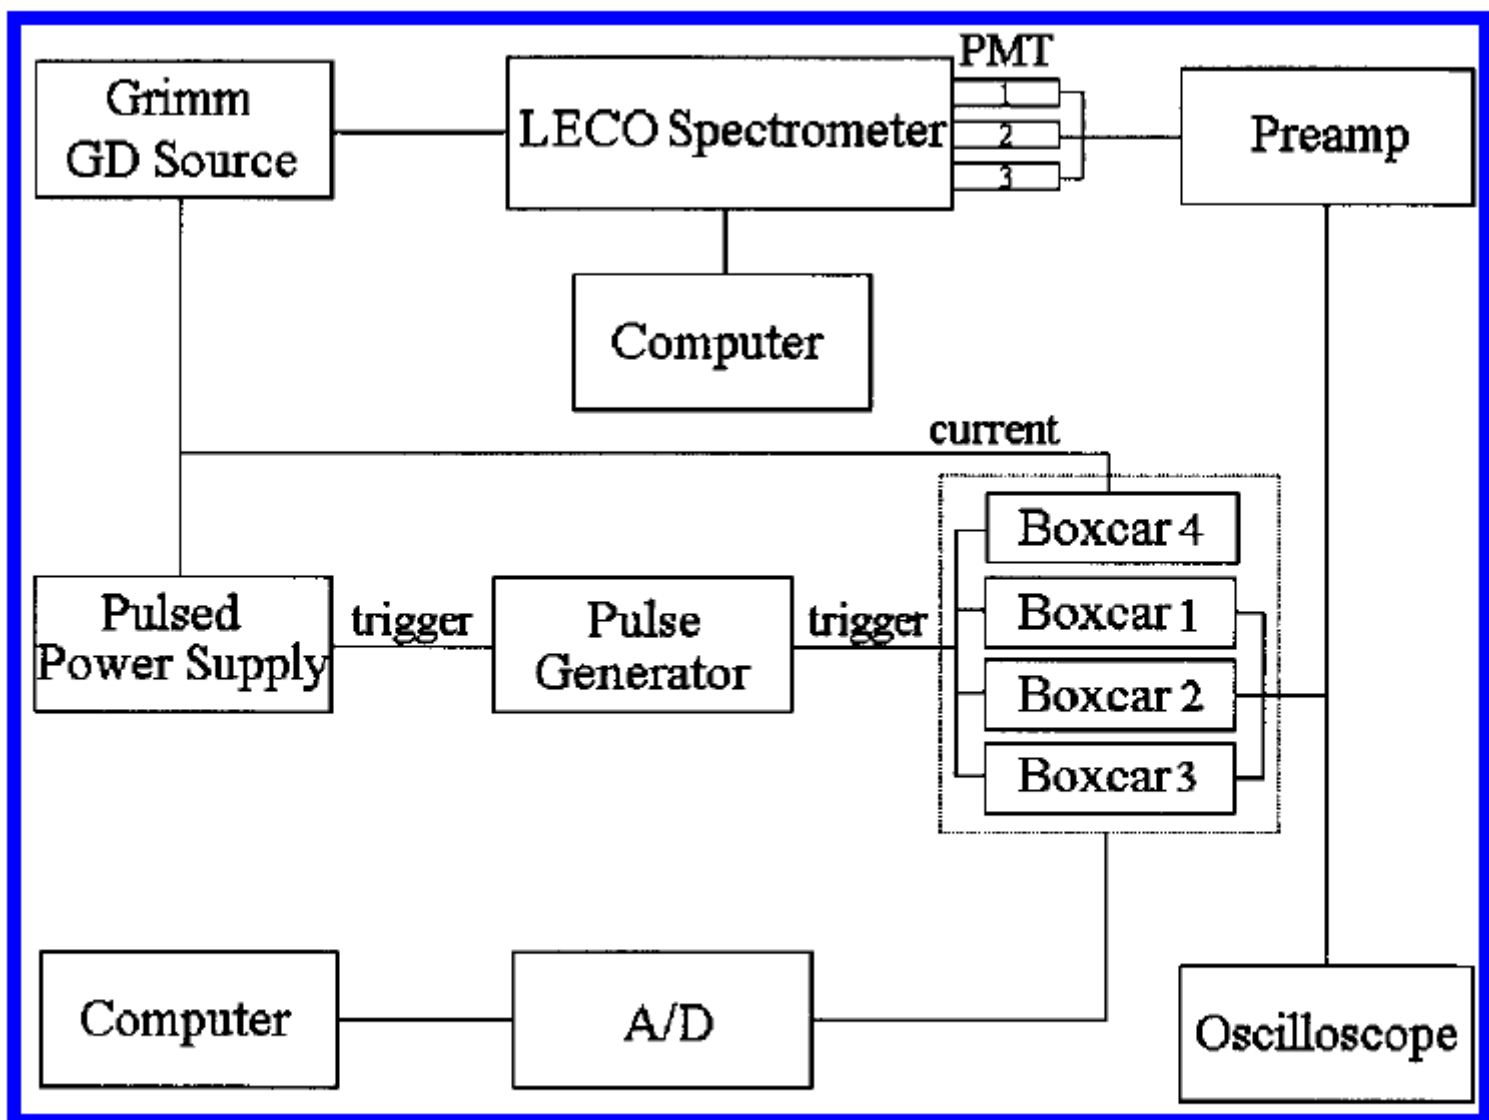 PMT
Grimm
GD Source
LECO Spectrometer
1
2
3
Preamp
Computer
current
Boxcar 4
Boxcar 1
Boxcar 2
Boxcar 3
Pulsed
Power Supply
trigger
Pulse
Generator
trigger
Computer
A/D
Oscilloscope